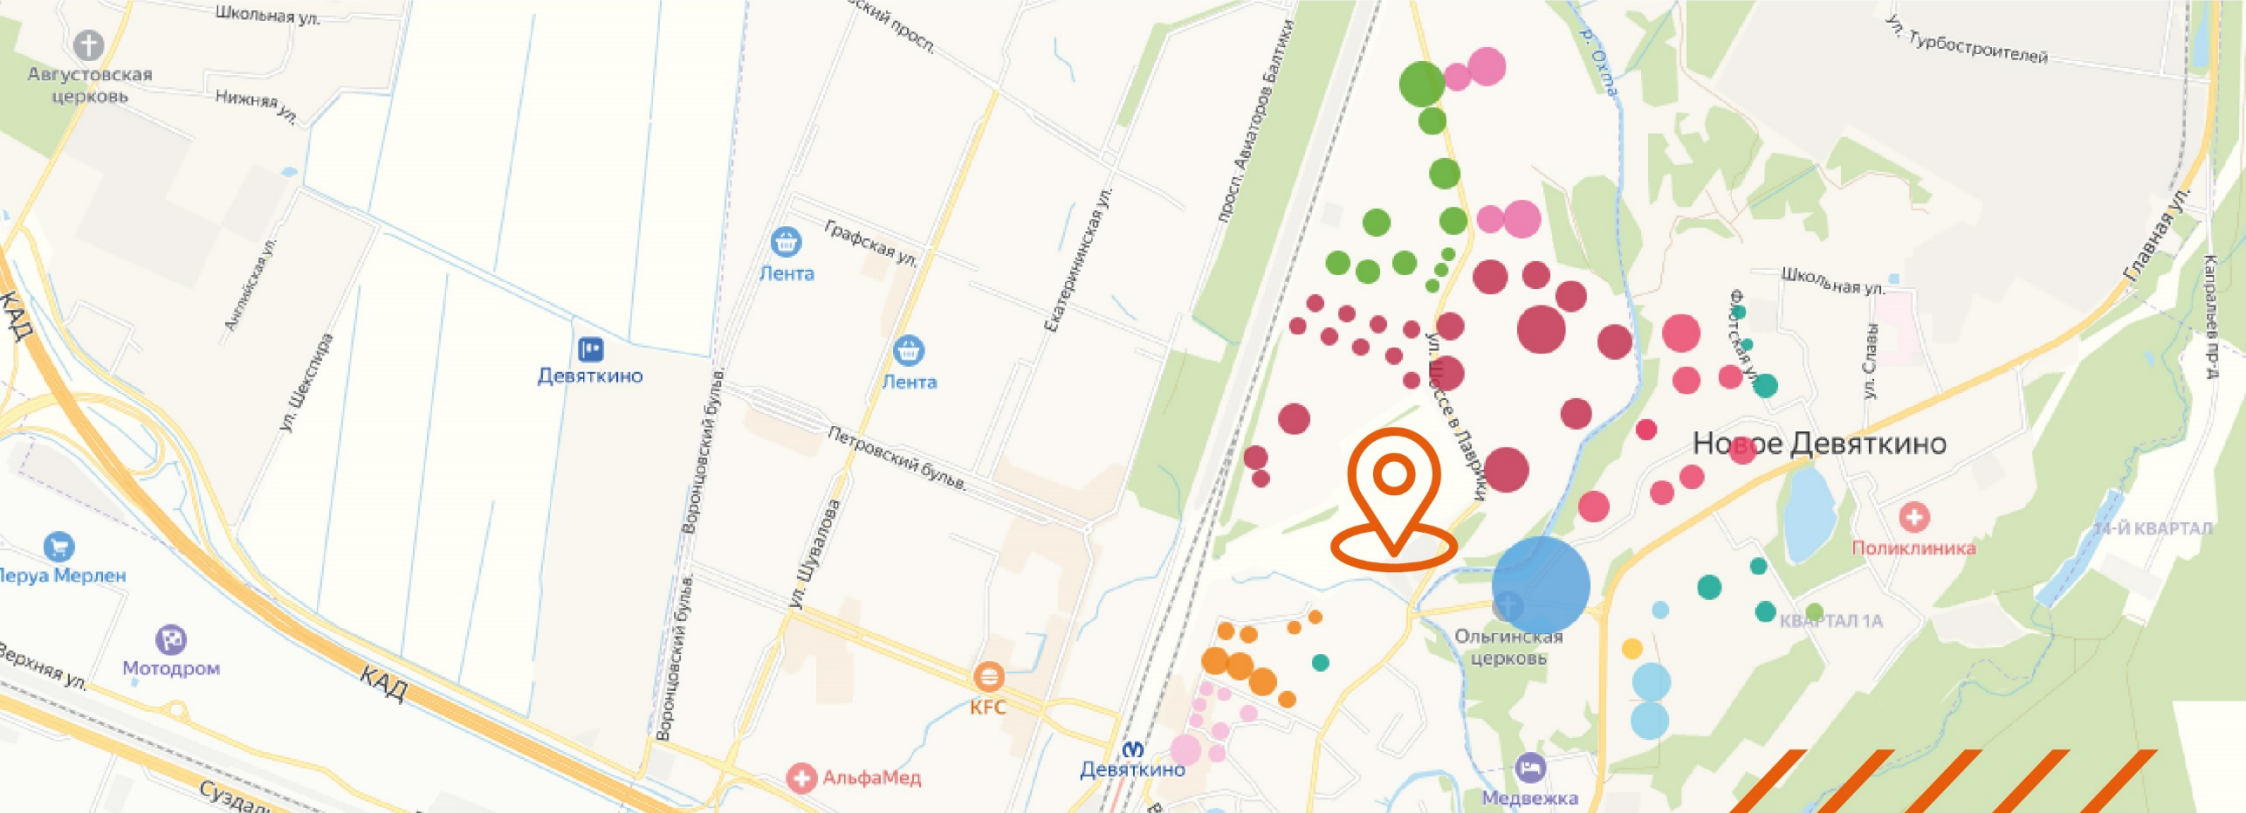 Школьная ул.
Августовская
церковь
Нижняя ул.
Английская ул.
ул. Шекспира
КАД
Девяткино
ский просп.
Лента
Графская ул.
Лента
Екатерининская ул.
просп. Авиаторов Балтики
Воронцовский бульв.
Петровский бульв.
ул. Шувалова
Воронцовский бульв.
еруа Мерлен
Мотодром
Верхняя ул.
КАД
Суздаль
KFC
АльфаМед
Девяткино
В
р. Охта
ул. Турбостроителей
Главная ул.
Капральев пр-д
Школьная ул.
Флотская ул.
ул. Славы
ул. Шоссе в Лаврики
Новое Девяткино
Поликлиника
14-Й КВАРТАЛ
КВАРТАЛ 1А
Ольгинская
церковь
Медвежка